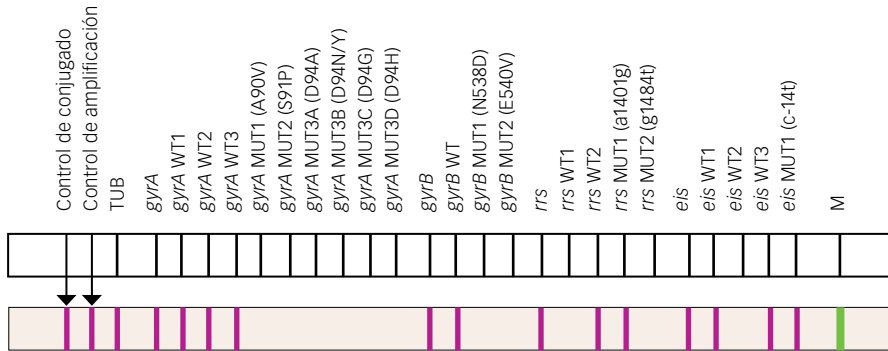 Control de conjugado
Control de amplificación
TUB
gyrA
gyrA WT1
gyrA WT2
gyrA WT3
gyrA MUT1 (A90V)
gyrA MUT2 (S91P)
gyrA MUT3A (D94A)
gyrA MUT3B (D94N/Y)
gyrA MUT3C (D94G)
gyrA MUT3D (D94H)
gyrB
gyrB WT
gyrB MUT1 (N538D)
gyrB MUT2 (E540V)
rrs
rrs WT1
rrs WT2
rrs MUT1 (a1401g)
rrs MUT2 (g1484t)
eis
eis WT1
eis WT2
eis WT3
eis MUT1 (c-14t)
M